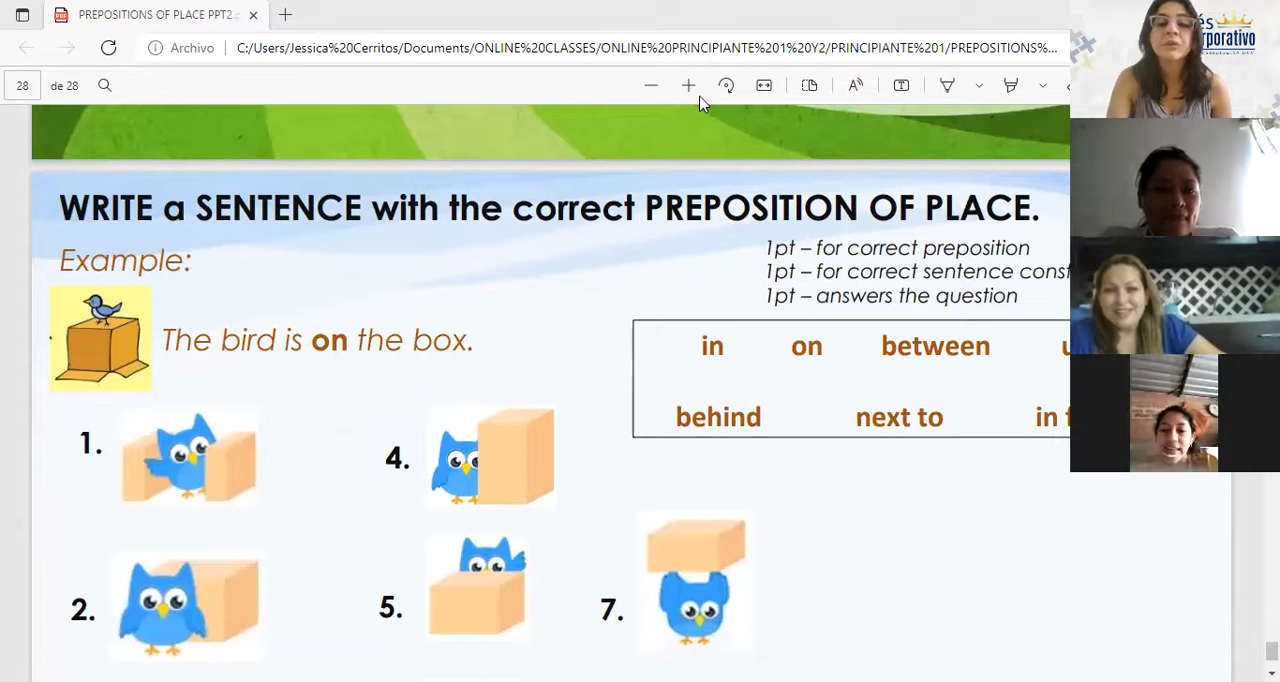 PREPOSITIONS OF PLACE PPT2.
Archivo
C:/Users/Jessica%20Cerritos/Documents/ONLINE%20CLASSES/ONLINE%20PRINCIPIANTE%201%20Y2/PRINCIPIANTE%201/PREPOSITIONS%...
28 de 28
és
rporativo
WRITE a SENTENCE with the correct PREPOSITION OF PLACE.
1pt – for correct preposition
Example:
1pt – for correct sentence const
1pt – answers the question
The bird is on the box.
in on between u
behind next to in f
1.
4.
2.
5.
7.